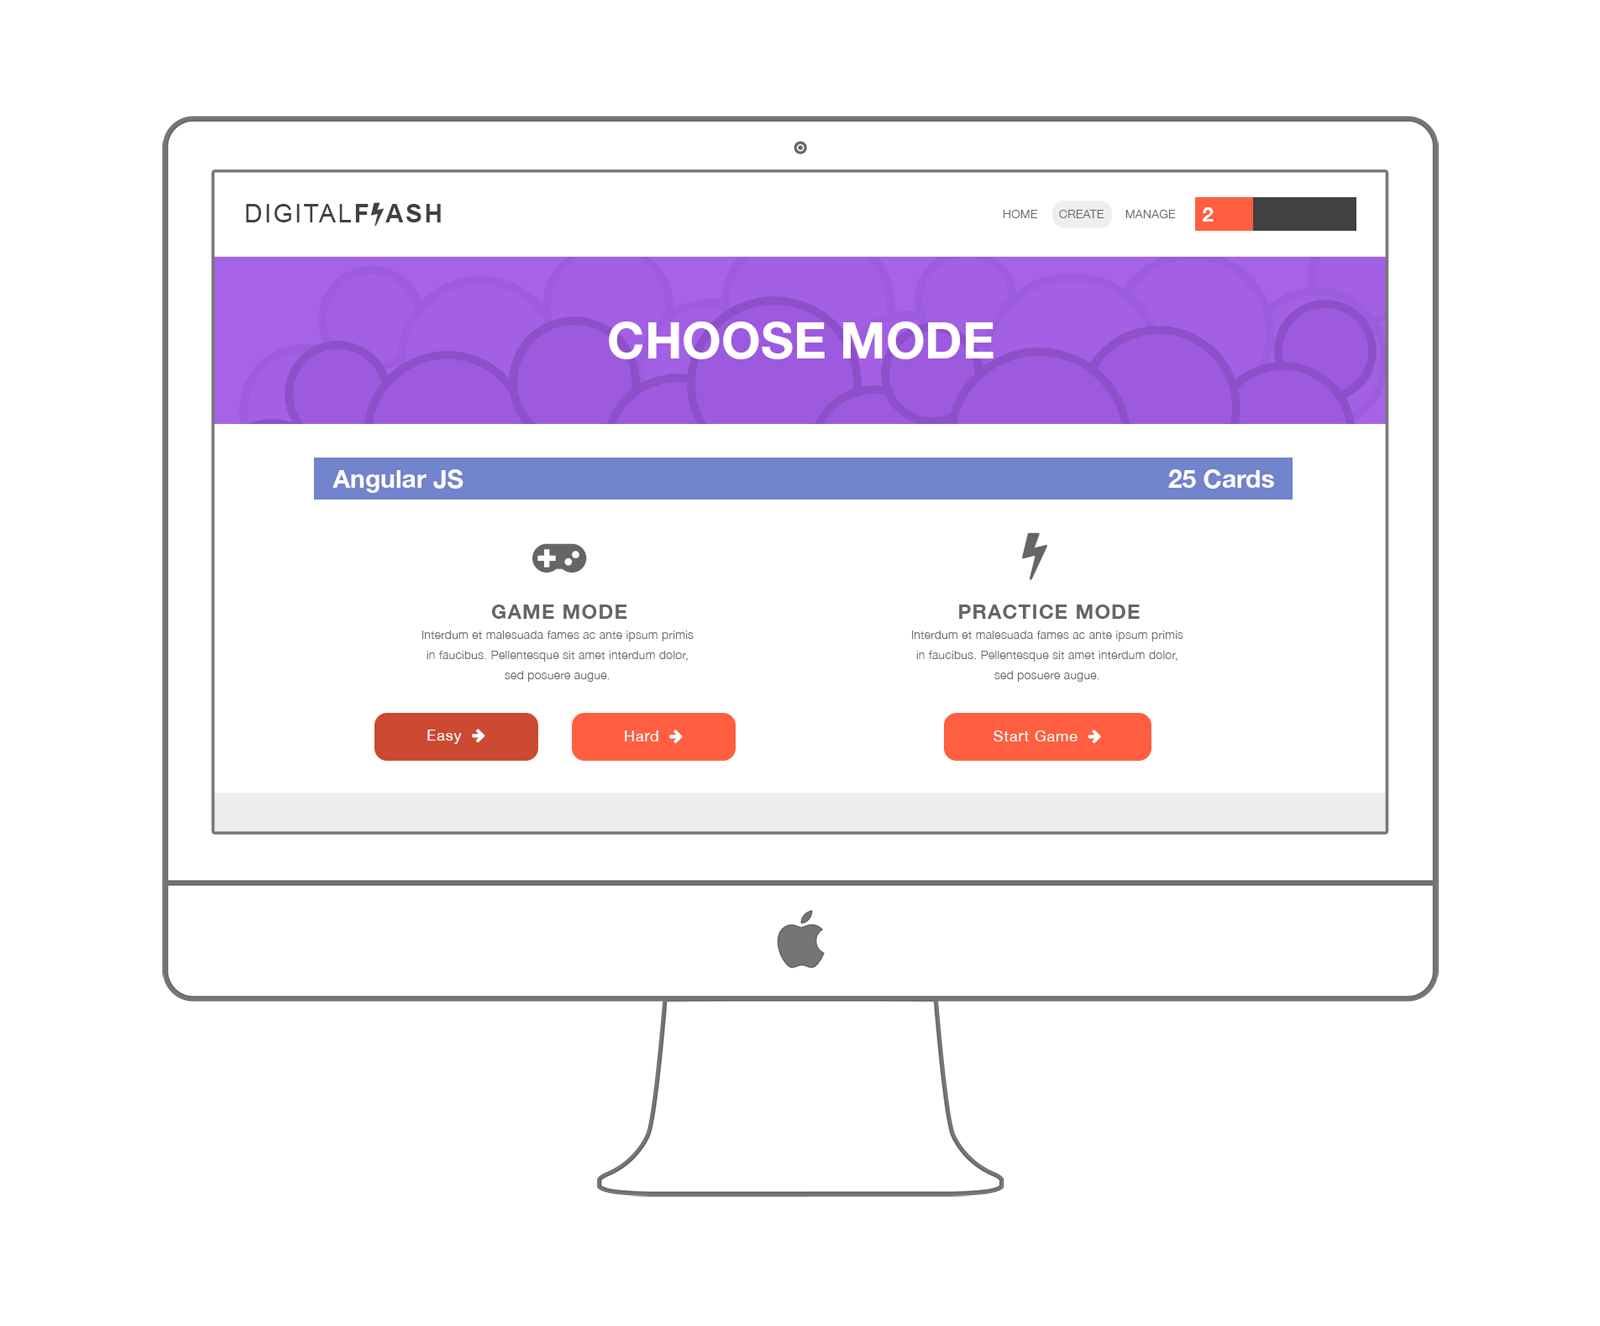 DIGITALFLASH
HOME CREATE MANAGE 2
CHOOSE MODE
Angular JS 25 Cards
GAME MODE
Interdum et malesuada fames ac ante ipsum primis
in faucibus. Pellentesque sit amet interdum dolor,
sed posuere augue.
Easy
Hard
PRACTICE MODE
Interdum et malesuada fames ac ante ipsum primis
in faucibus. Pellentesque sit amet interdum dolor,
sed posuere augue.
Start Game